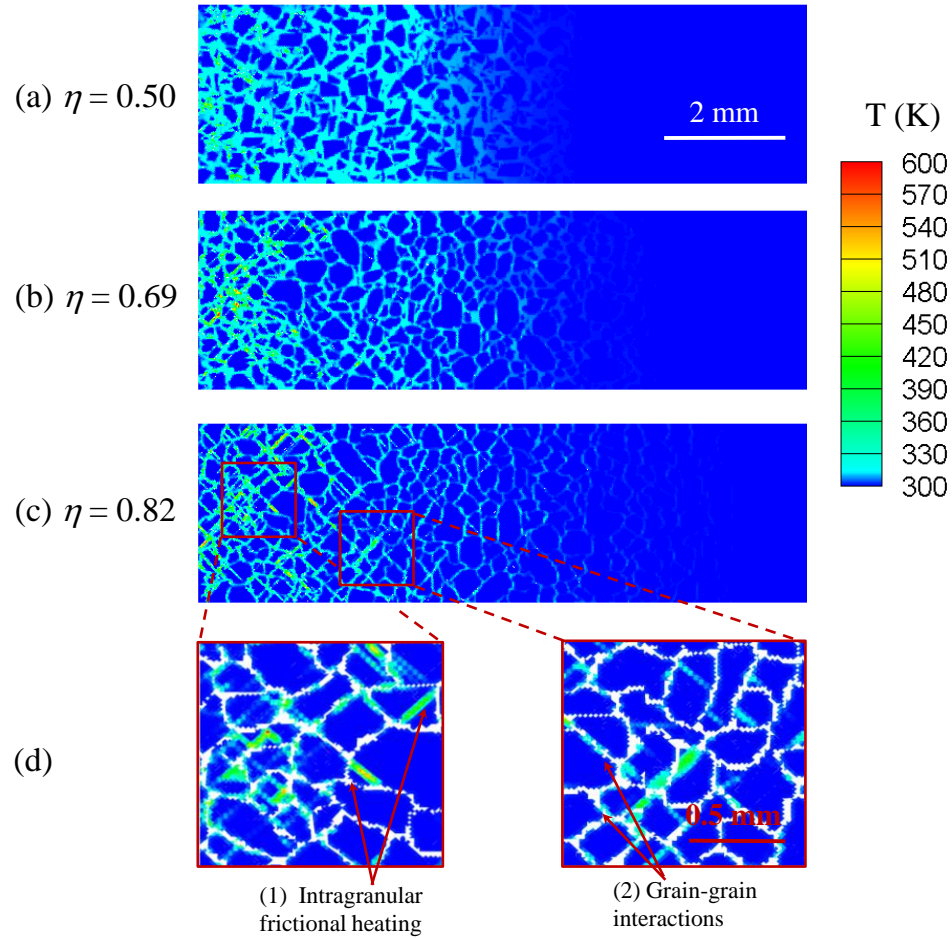 (a) η = 0.50
2 mm
T (K)
600
570
540
510
480
450
420
390
360
330
300
(b) η = 0.69
(c) η = 0.82
(d)
0.5 mm
(1) Intragranular
frictional heating
(2) Grain-grain
interactions